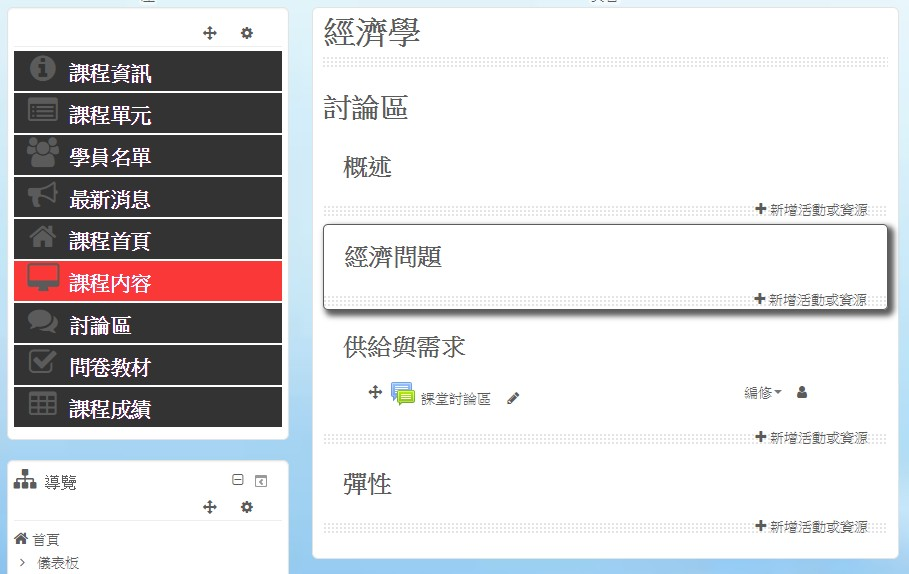 課程資訊
課程單元
學員名單
最新消息
課程首頁
課程內容
討論區
問卷教材
課程成績
導覽
首頁
儀表板
經濟學
討論區
概述
新增活動或資源
經濟問題
新增活動或資源
供給與需求
課堂討論區
編修
新增活動或資源
彈性
新增活動或資源